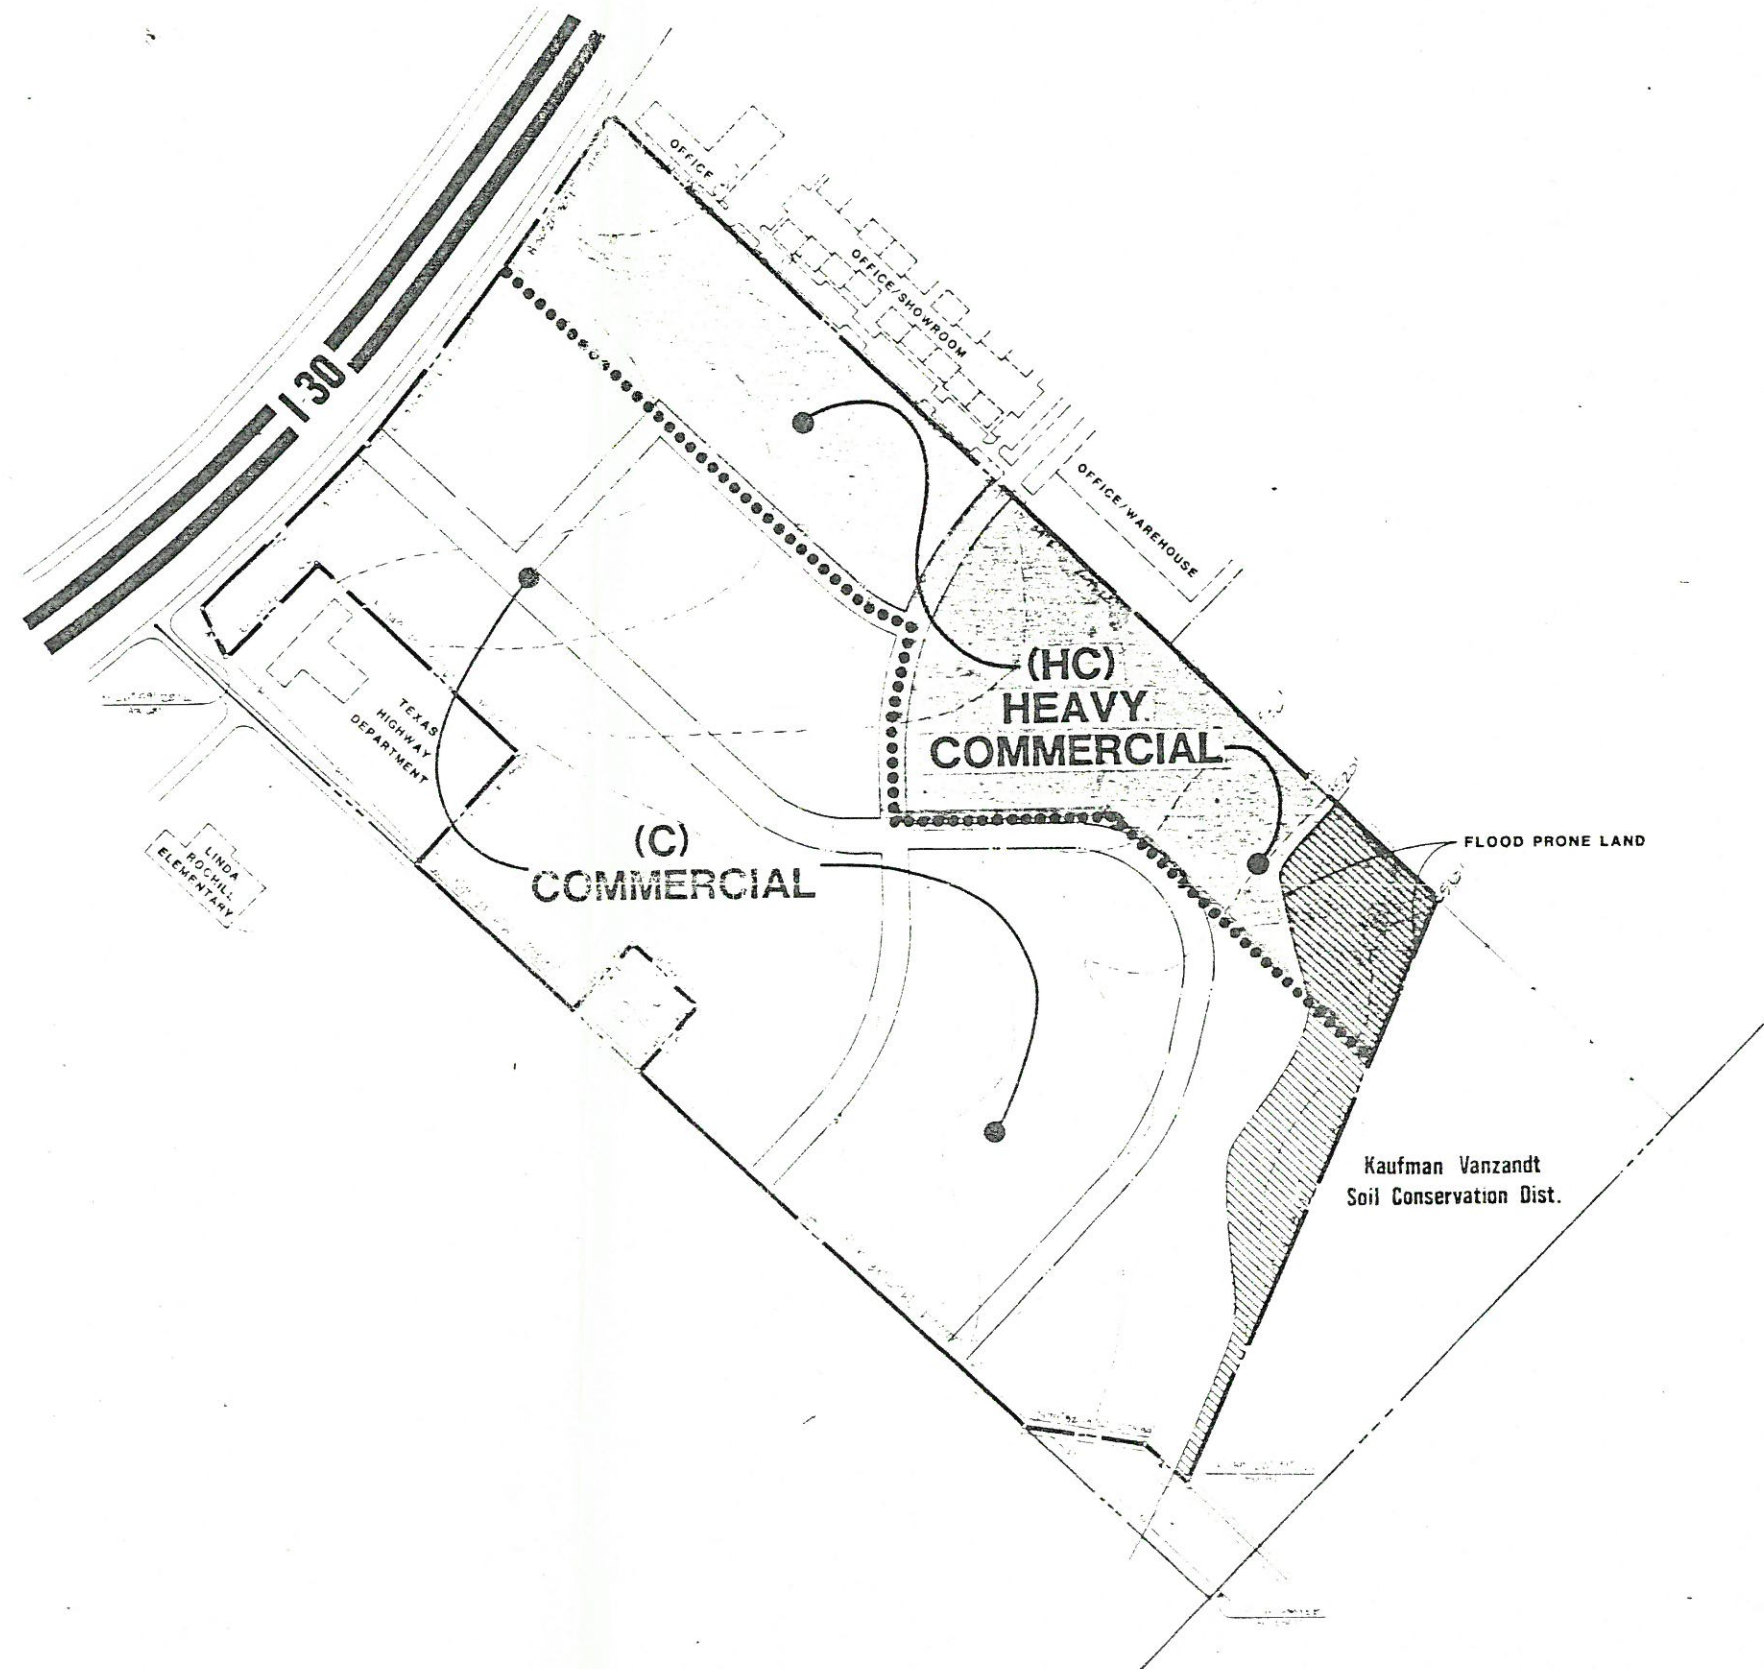 OFFICE
OFFICE/SHOWROOM
I-30
OFFICE/WAREHOUSE
(HC)
HEAVY
COMMERCIAL
TEXAS
HIGHWAY
DEPARTMENT
(C)
COMMERCIAL
FLOOD PRONE LAND
LINDA
ROCHILL
ELEMENTARY
Kaufman Vanzandt
Soil Conservation Dist.